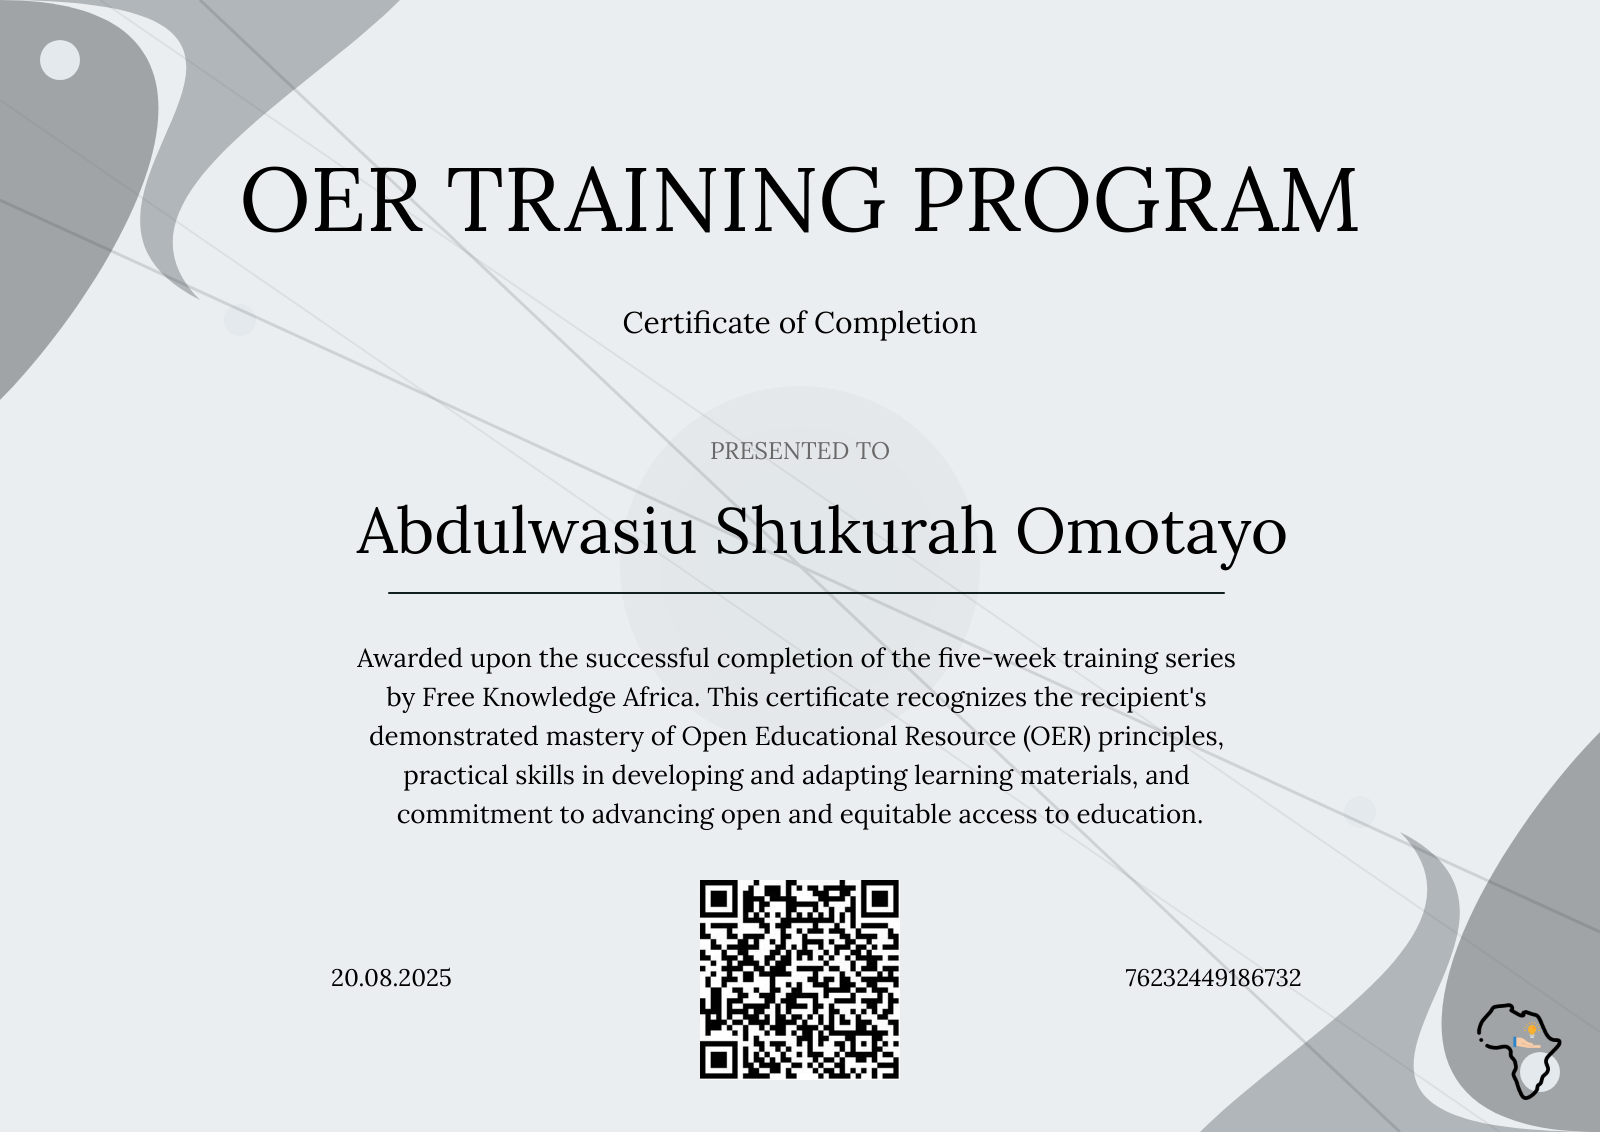 OER TRAINING PROGRAM
Certificate of Completion
PRESENTED TO
Abdulwasiu Shukurah Omotayo
Awarded upon the successful completion of the five-week training series
by Free Knowledge Africa. This certificate recognizes the recipient's
demonstrated mastery of Open Educational Resource (OER) principles,
practical skills in developing and adapting learning materials, and
commitment to advancing open and equitable access to education.
20.08.2025
76232449186732